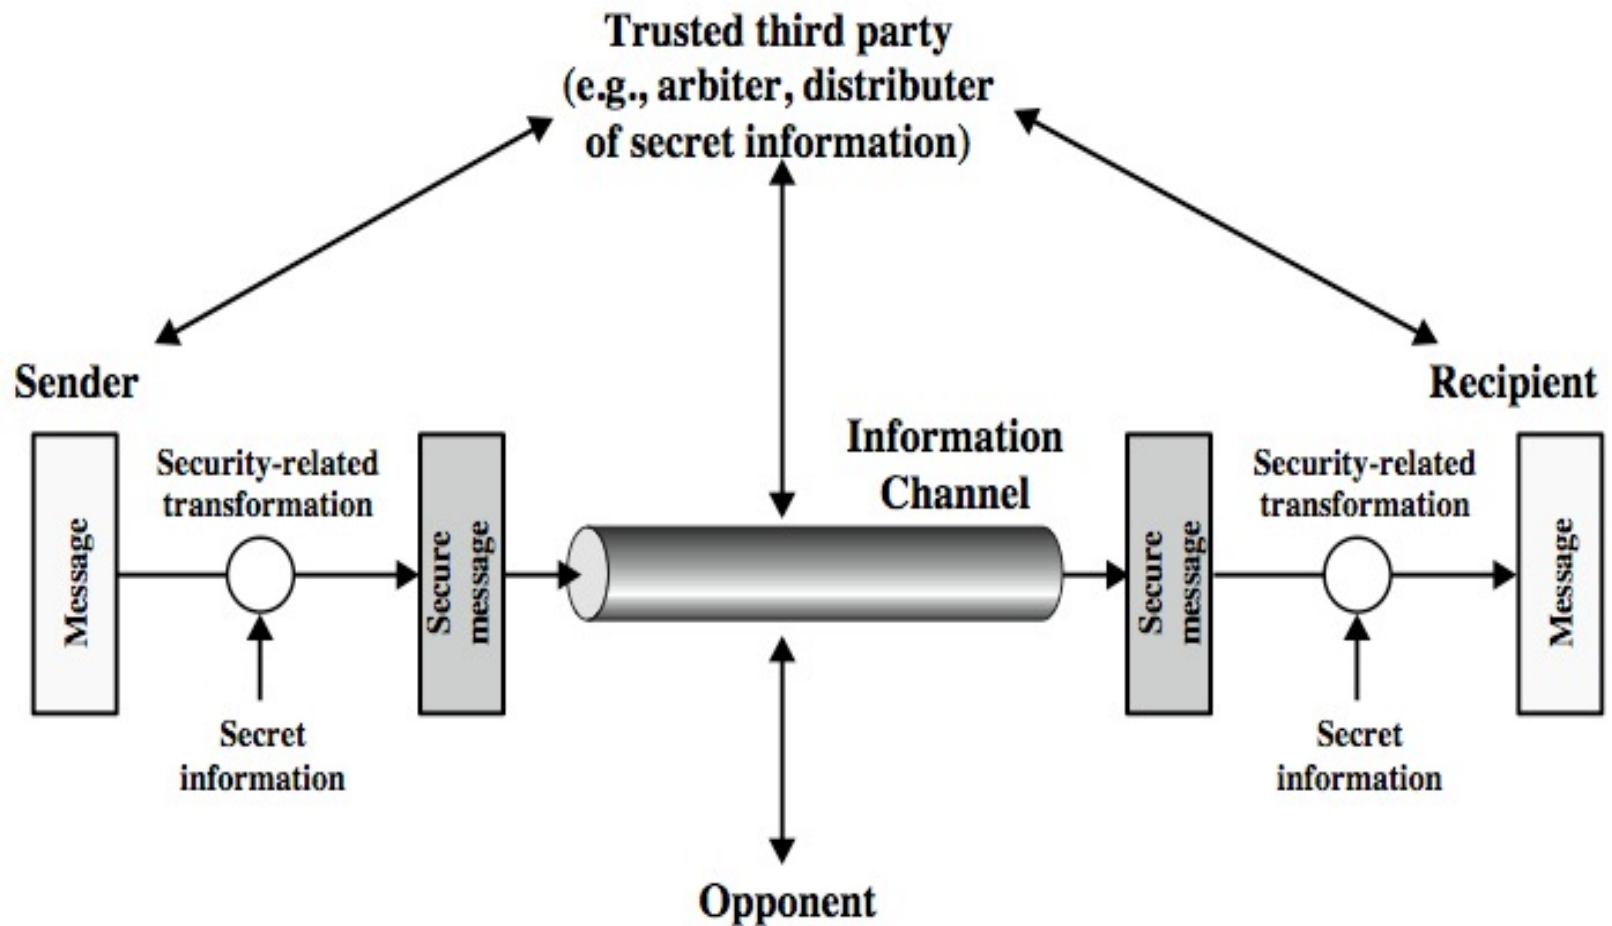 Trusted third party
(e.g., arbiter, distributer
of secret information)
Sender
Recipient
Information
Channel
Security-related
transformation
Security-related
transformation
Message
Secure
message
Secure
message
Message
Secret
information
Secret
information
Opponent